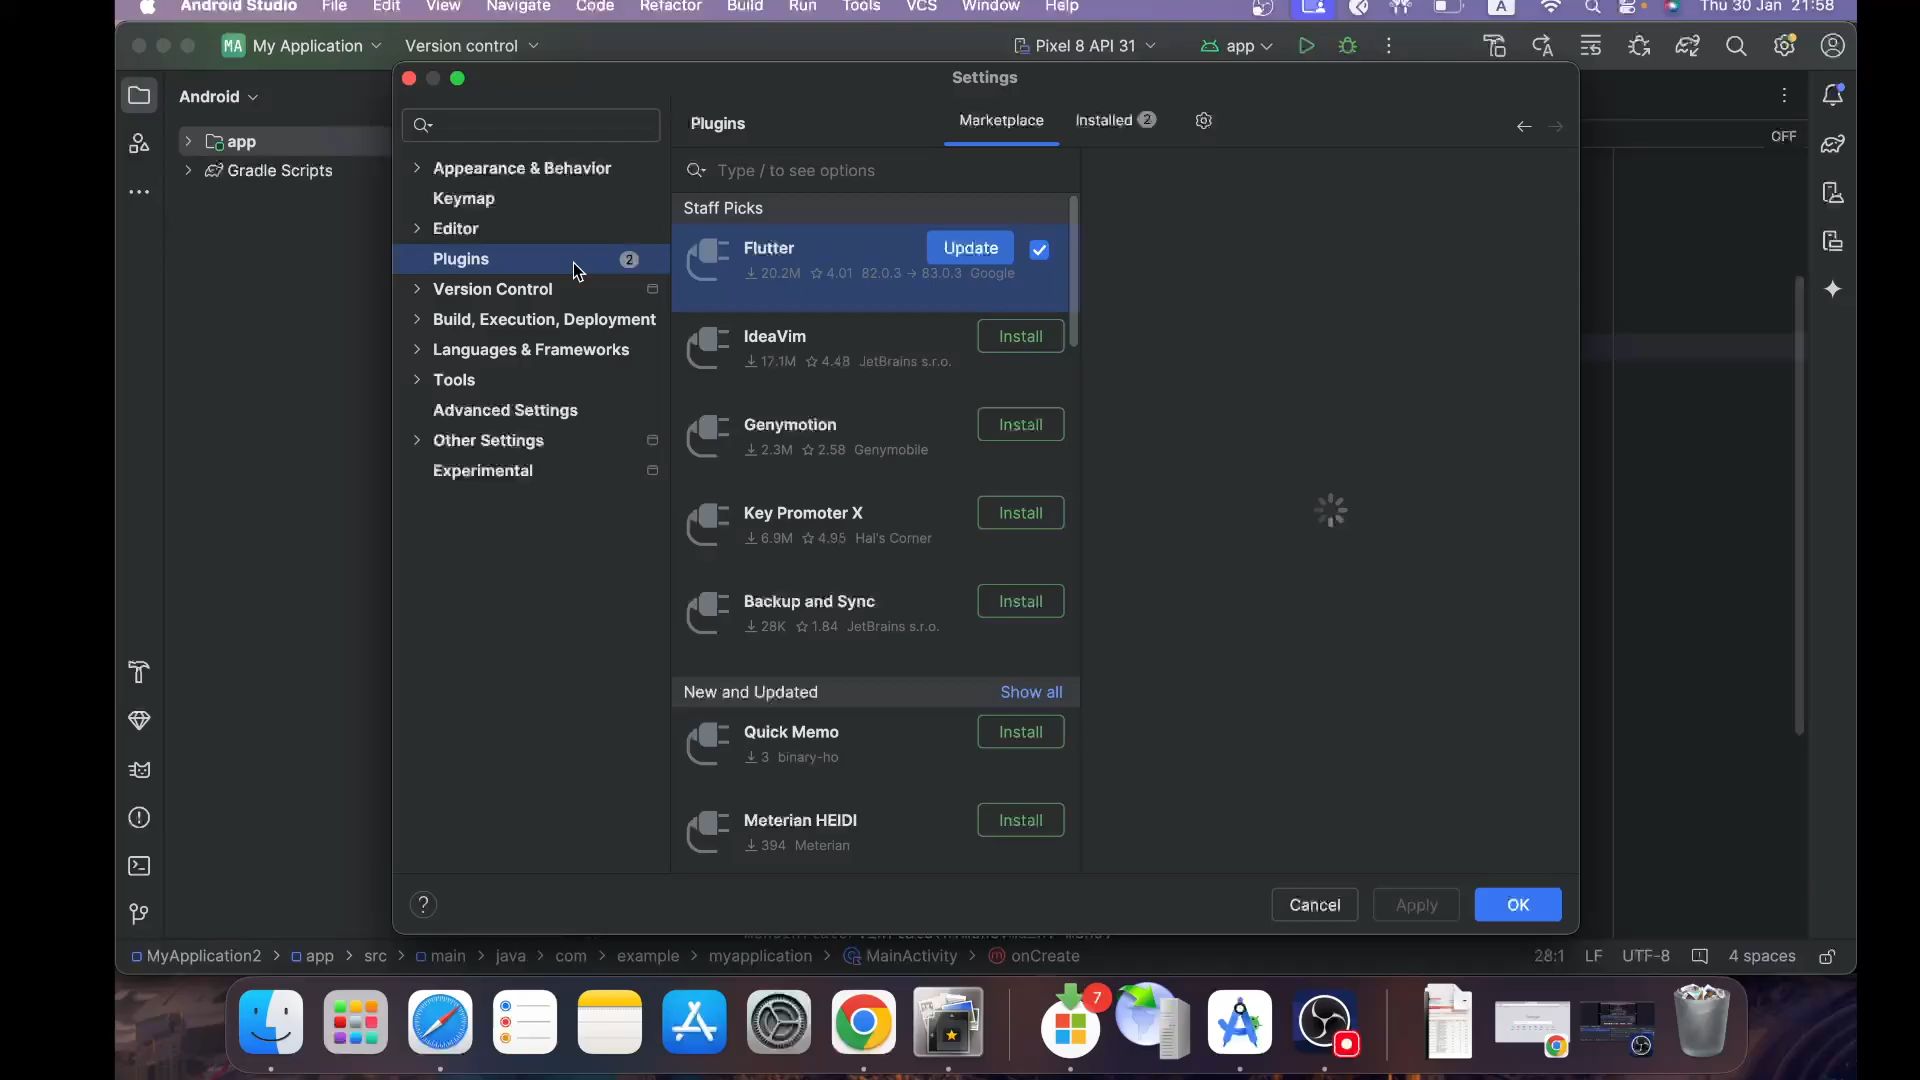 Android Studio File Edit View Navigate Code Refactor Build Run Tools VCS Window Help A Thu 30 Jan 21:58
MA My Application Version control Pixel 8 API 31 app
Settings
Android
Plugins Marketplace Installed 2
OFF
app
Gradle Scripts
Appearance & Behavior
Keymap
Editor
Plugins 2
Version Control
Build, Execution, Deployment
Languages & Frameworks
Tools
Advanced Settings
Other Settings
Experimental
Type / to see options
Staff Picks
Flutter Update
20.2M 4.01 82.0.3 → 83.0.3 Google
IdeaVim Install
17.1M 4.48 JetBrains s.r.o.
Genymotion Install
2.3M 2.58 Genymobile
Key Promoter X Install
6.9M 4.95 Hal's Corner
Backup and Sync Install
28K 1.84 JetBrains s.r.o.
New and Updated Show all
Quick Memo Install
3 binary-ho
Meterian HEIDI Install
394 Meterian
? Cancel Apply OK
MyApplication2 > app > src > main > java > com > example > myapplication > MainActivity > onCreate 28:1 LF UTF-8 4 spaces
7